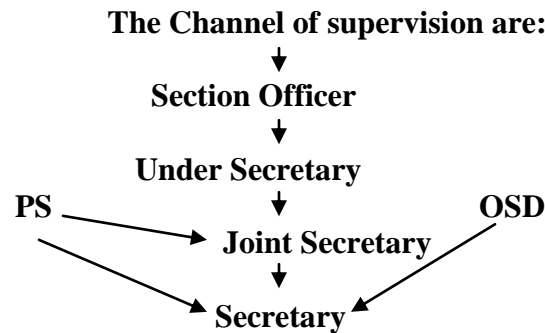 The Channel of supervision are:
Section Officer
Under Secretary
PS OSD
Joint Secretary
Secretary